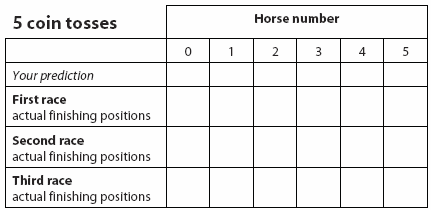 5 coin tosses
Horse number
0 1 2 3 4 5
Your prediction
First race
actual finishing positions
Second race
actual finishing positions
Third race
actual finishing positions